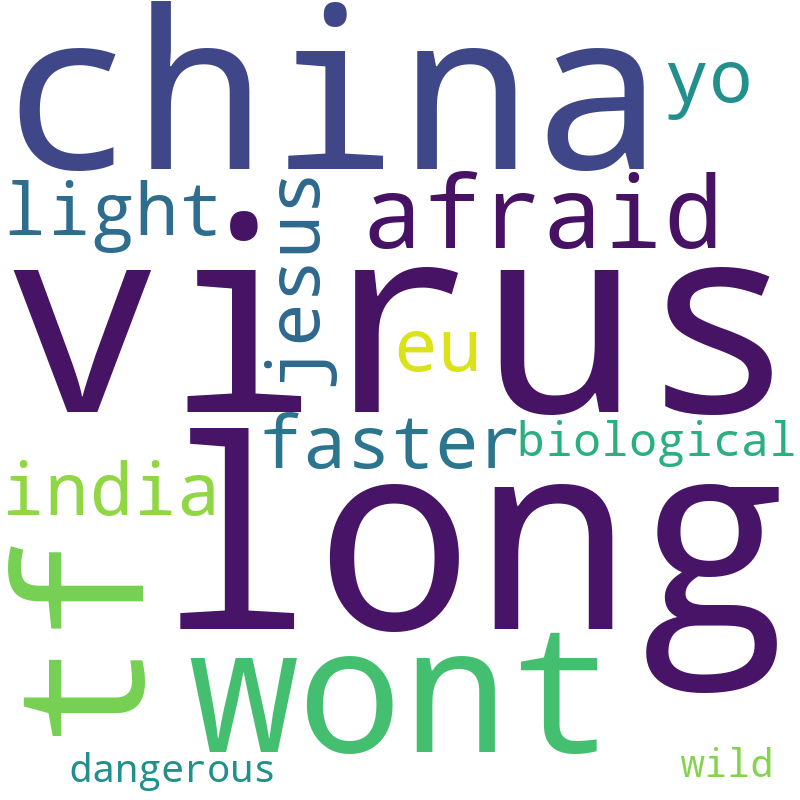 china
yo
light
jesus
afraid
virus
eu
faster
biological
india
long
tf
wont
dangerous
wild